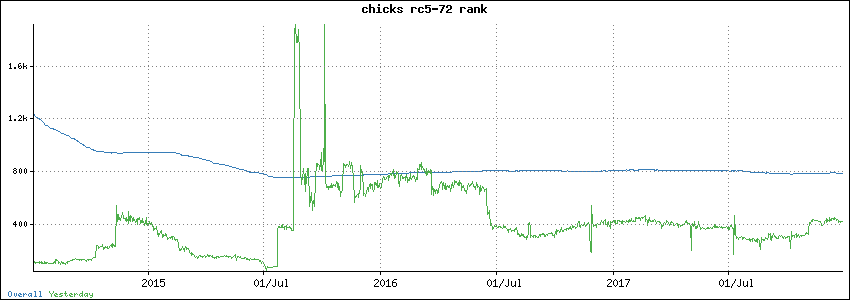 chicks rc5-72 rank
1.6k
1.2k
800
400
2015 01/Jul 2016 01/Jul 2017 01/Jul
Overall Yesterday